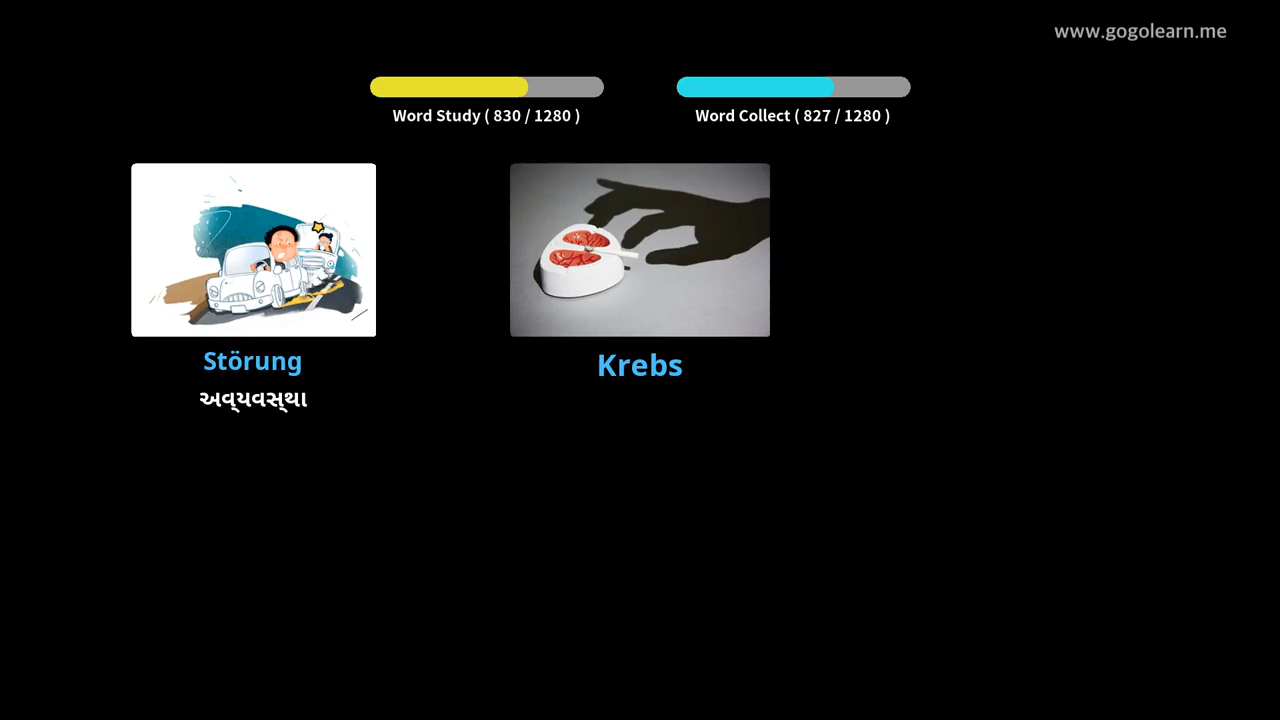 www.gogolearn.me
Word Study ( 830 / 1280 )
Word Collect ( 827 / 1280 )
Störung
Krebs
અવ્યવસ્થા